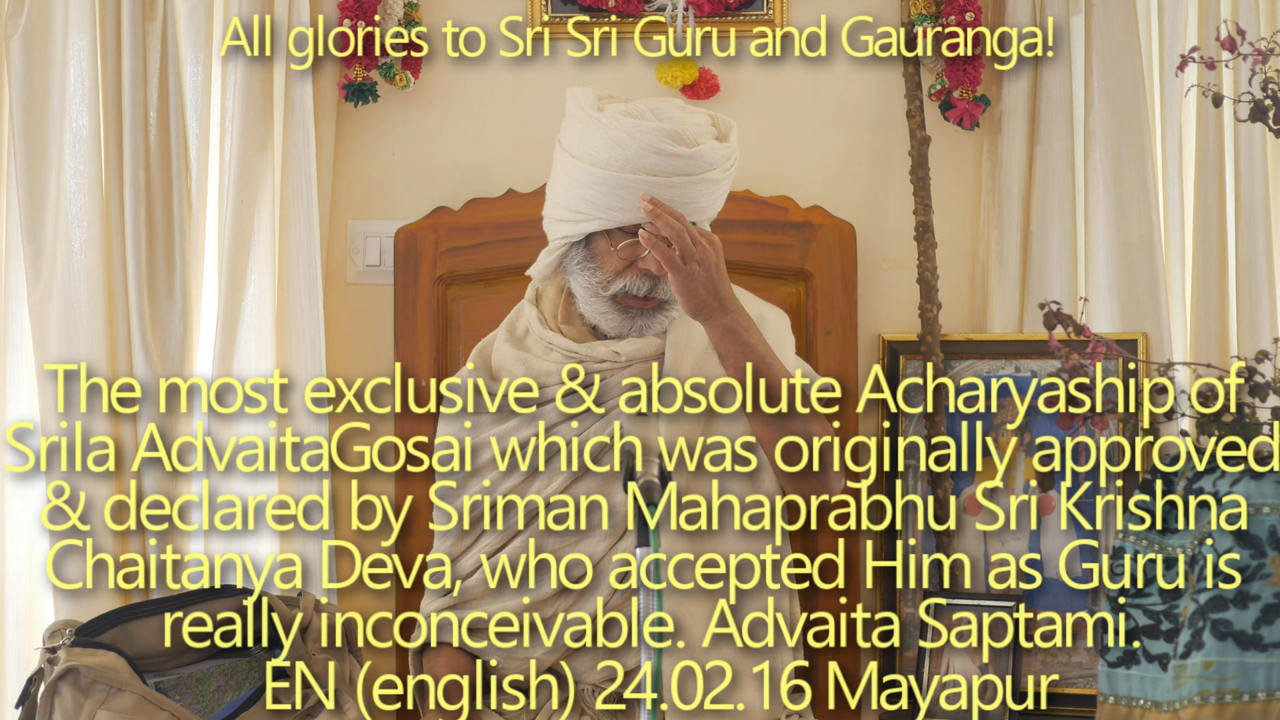 All glories to Sri Sri Guru and Gauranga!
The most exclusive & absolute Acharyaship of
Srila AdvaitaGosai which was originally approved
& declared by Sriman Mahaprabhu Sri Krishna
Chaitanya Deva, who accepted Him as Guru is
really inconceivable. Advaita Saptami.
EN (english) 24.02.16 Mayapur